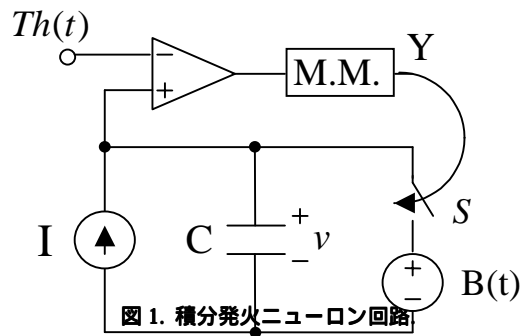 Th(t)
−
+
M.M.
Y
I
C
+
v
−
S
+
−
B(t)
図 1. 積分発火ニューロン回路.